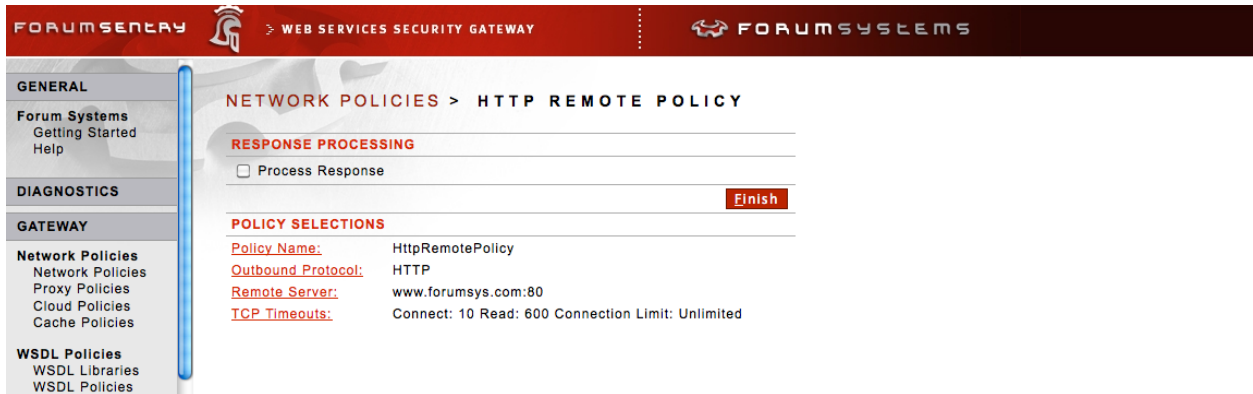 FORUMSENTRY
WEB SERVICES SECURITY GATEWAY
FORUMSYSTEMS
GENERAL
Forum Systems
Getting Started
Help
DIAGNOSTICS
GATEWAY
Network Policies
Network Policies
Proxy Policies
Cloud Policies
Cache Policies
WSDL Policies
WSDL Libraries
WSDL Policies
NETWORK POLICIES > HTTP REMOTE POLICY
RESPONSE PROCESSING
Process Response
Finish
POLICY SELECTIONS
Policy Name: HttpRemotePolicy
Outbound Protocol: HTTP
Remote Server: www.forumsys.com:80
TCP Timeouts: Connect: 10 Read: 600 Connection Limit: Unlimited